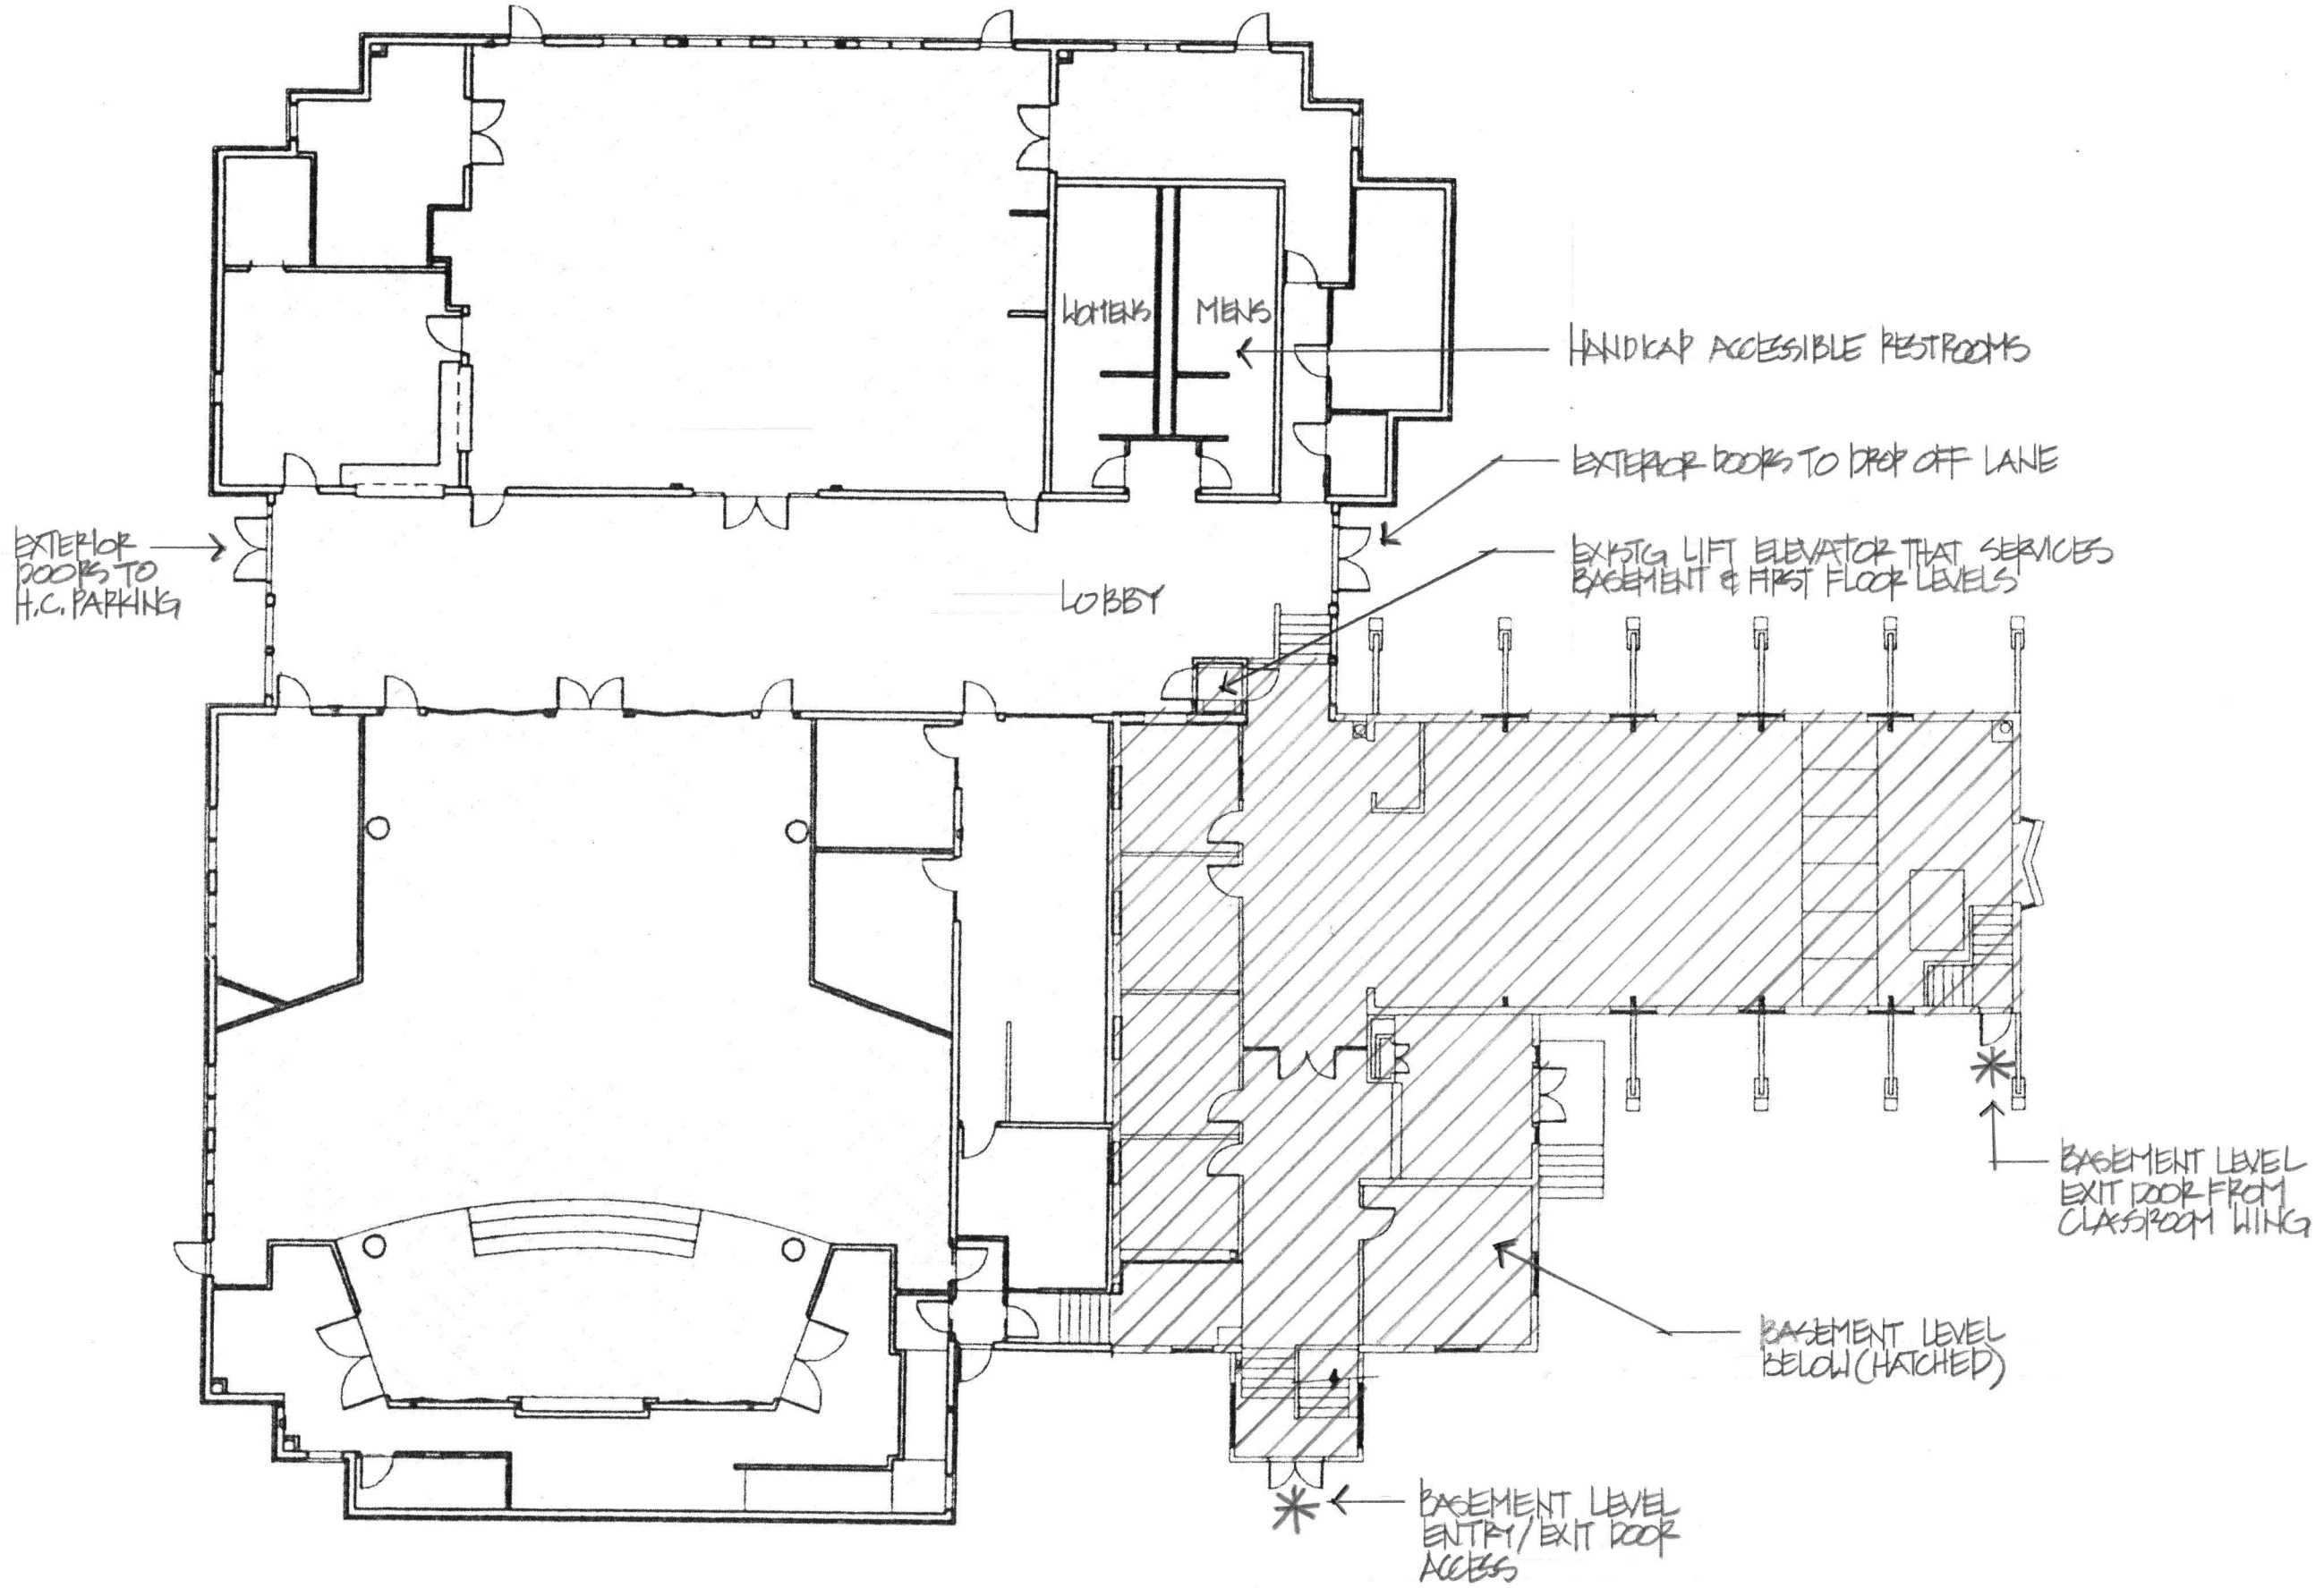 WOMENS
MENS
HANDICAP ACCESSIBLE RESTROOMS
EXTERIOR DOORS TO DROP OFF LANE
EXISTG LIFT ELEVATOR THAT SERVICES
BASEMENT & FIRST FLOOR LEVELS
EXTERIOR
DOORS TO
H.C. PARKING
LOBBY
BASEMENT LEVEL
EXIT DOOR FROM
CLASSROOM WING
BASEMENT LEVEL
BELOW (HATCHED)
BASEMENT LEVEL
ENTRY/EXIT DOOR
ACCESS